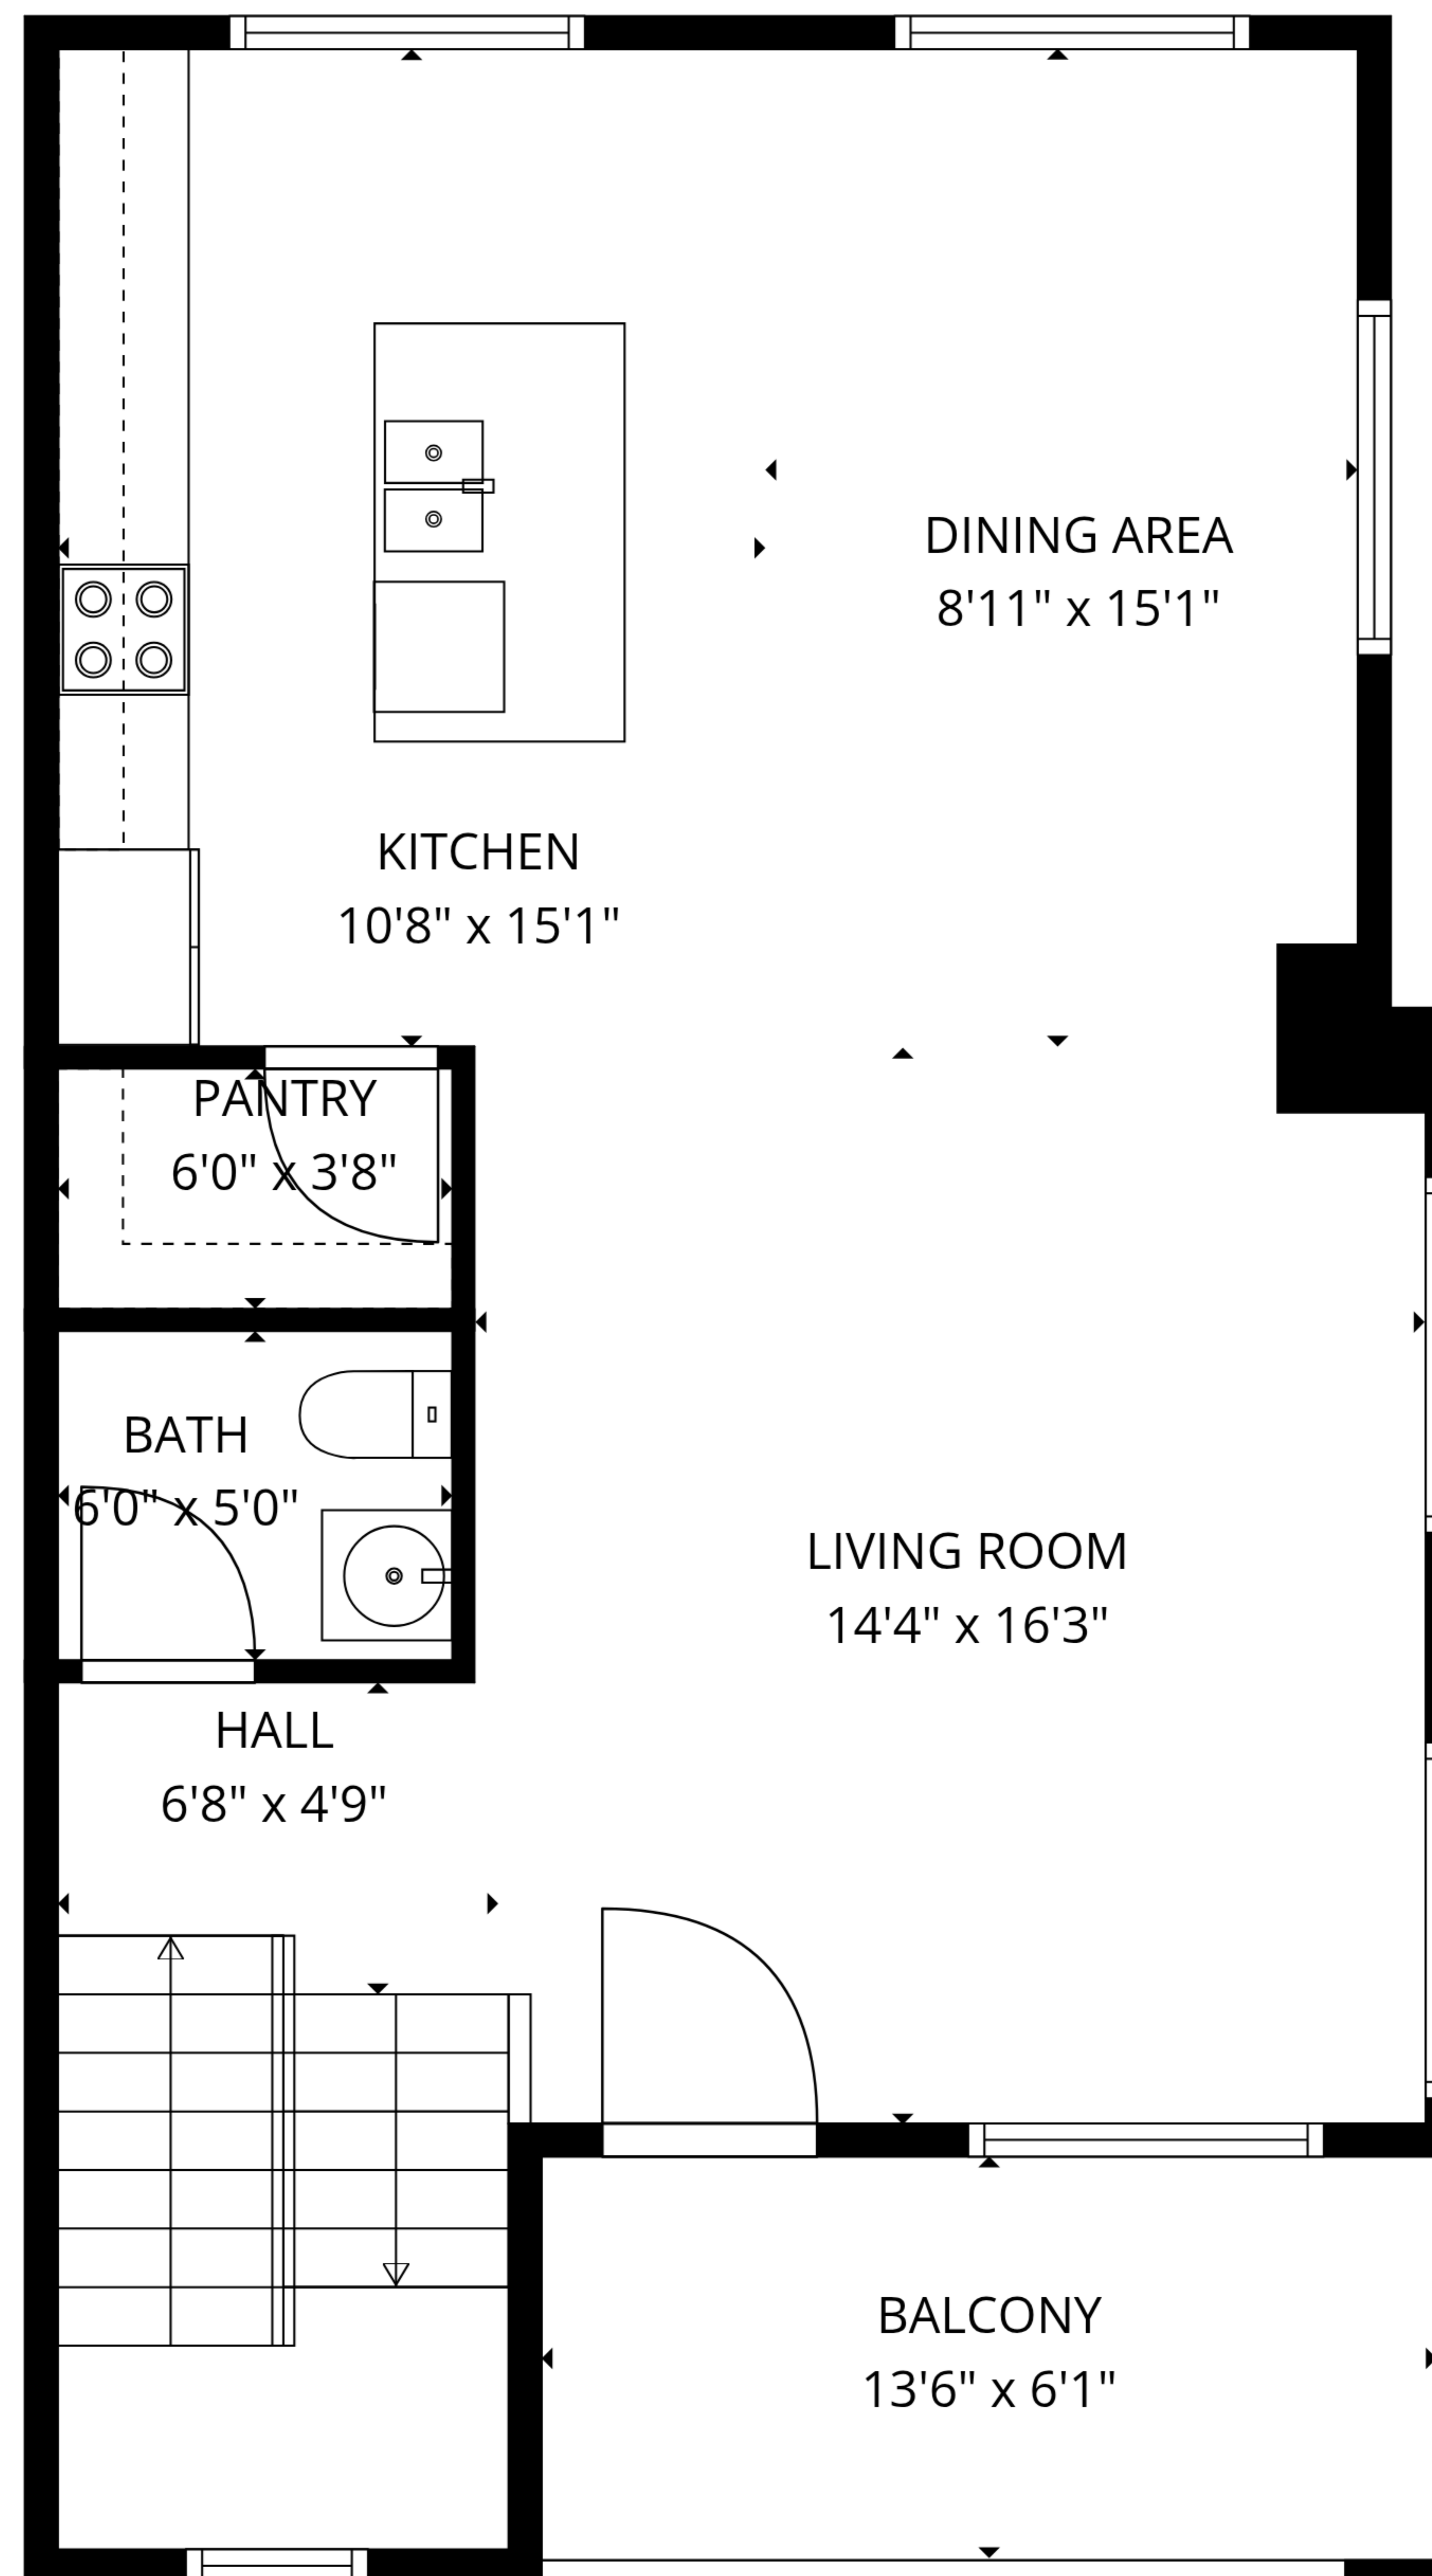 DINING AREA
8'11" x 15'1"
KITCHEN
10'8" x 15'1"
PANTRY
6'0" x 3'8"
BATH
6'0" x 5'0"
LIVING ROOM
14'4" x 16'3"
HALL
6'8" x 4'9"
BALCONY
13'6" x 6'1"